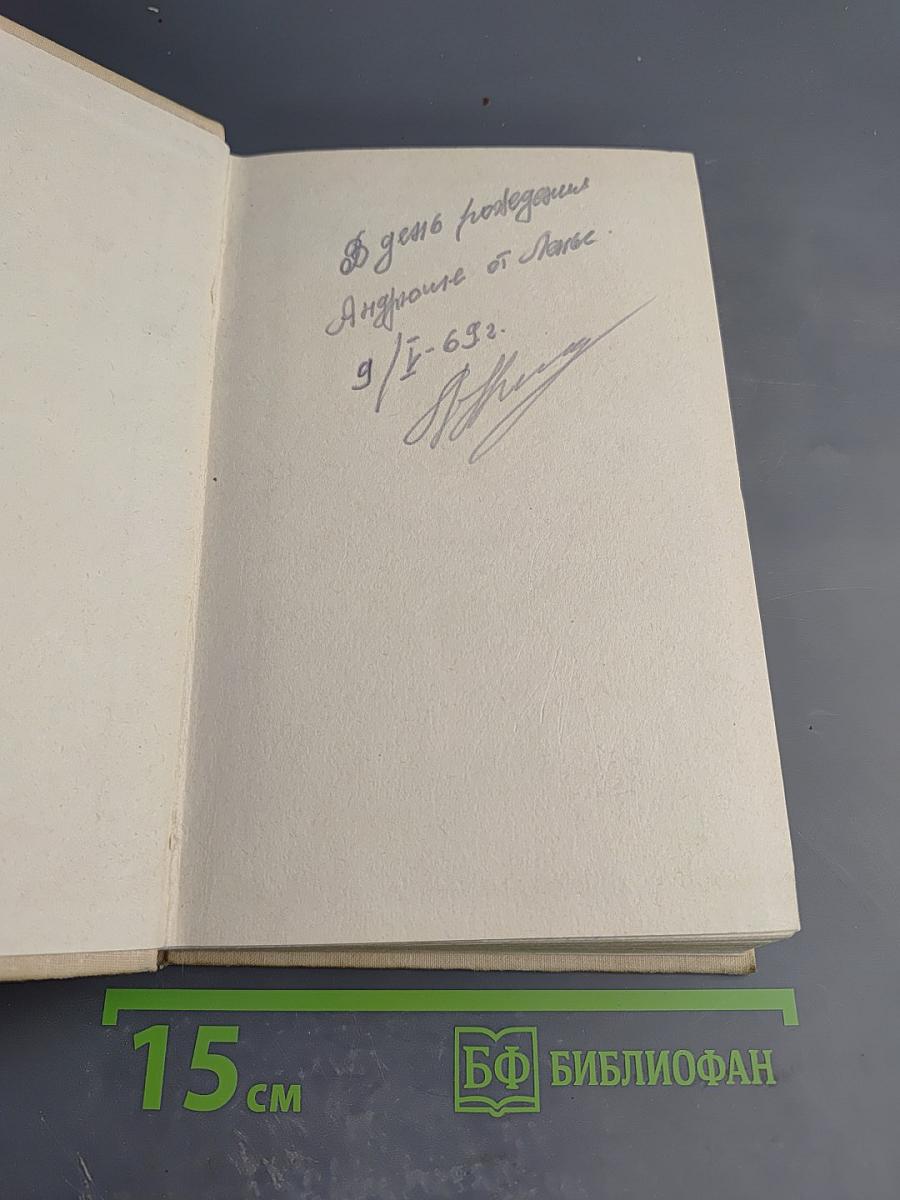 В день рождения
Андрюше от Лены.
9/V-69г.
15 см
БФ БИБЛИОФАН